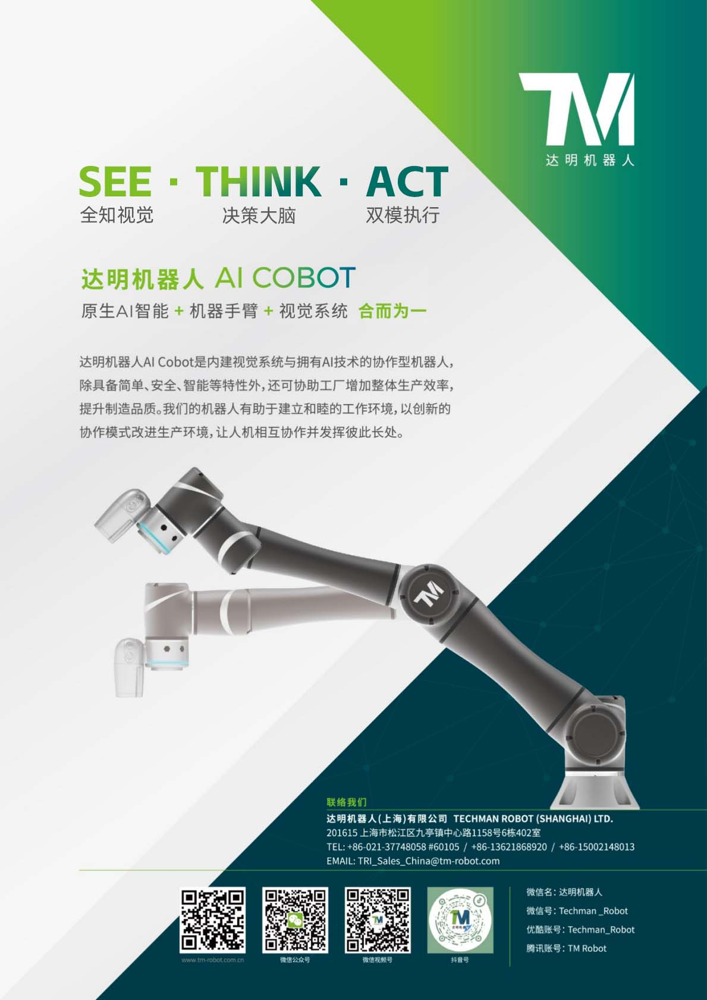 TM
达明机器人
SEE · THINK · ACT
全知视觉 决策大脑 双模执行
达明机器人 AI COBOT
原生AI智能 + 机器手臂 + 视觉系统 合而为一
达明机器人AI Cobot是内建视觉系统与拥有AI技术的协作型机器人，
除具备简单、安全、智能等特性外，还可协助工厂增加整体生产效率，
提升制造品质。我们的机器人有助于建立和睦的工作环境，以创新的
协作模式改进生产环境，让人机相互协作并发挥彼此长处。
TM
联络我们
达明机器人(上海)有限公司 TECHMAN ROBOT (SHANGHAI) LTD.
201615 上海市松江区九亭镇中心路1158号6栋402室
TEL: +86-021-37748058 #60105 / +86-13621868920 / +86-15002148013
EMAIL: TRI_Sales_China@tm-robot.com
TM
TM
达明机器
www.tm-robot.com.cn
微信公众号
微信视频号
抖音号
微信名：达明机器人
微信号：Techman _Robot
优酷账号：Techman_Robot
腾讯账号：TM Robot